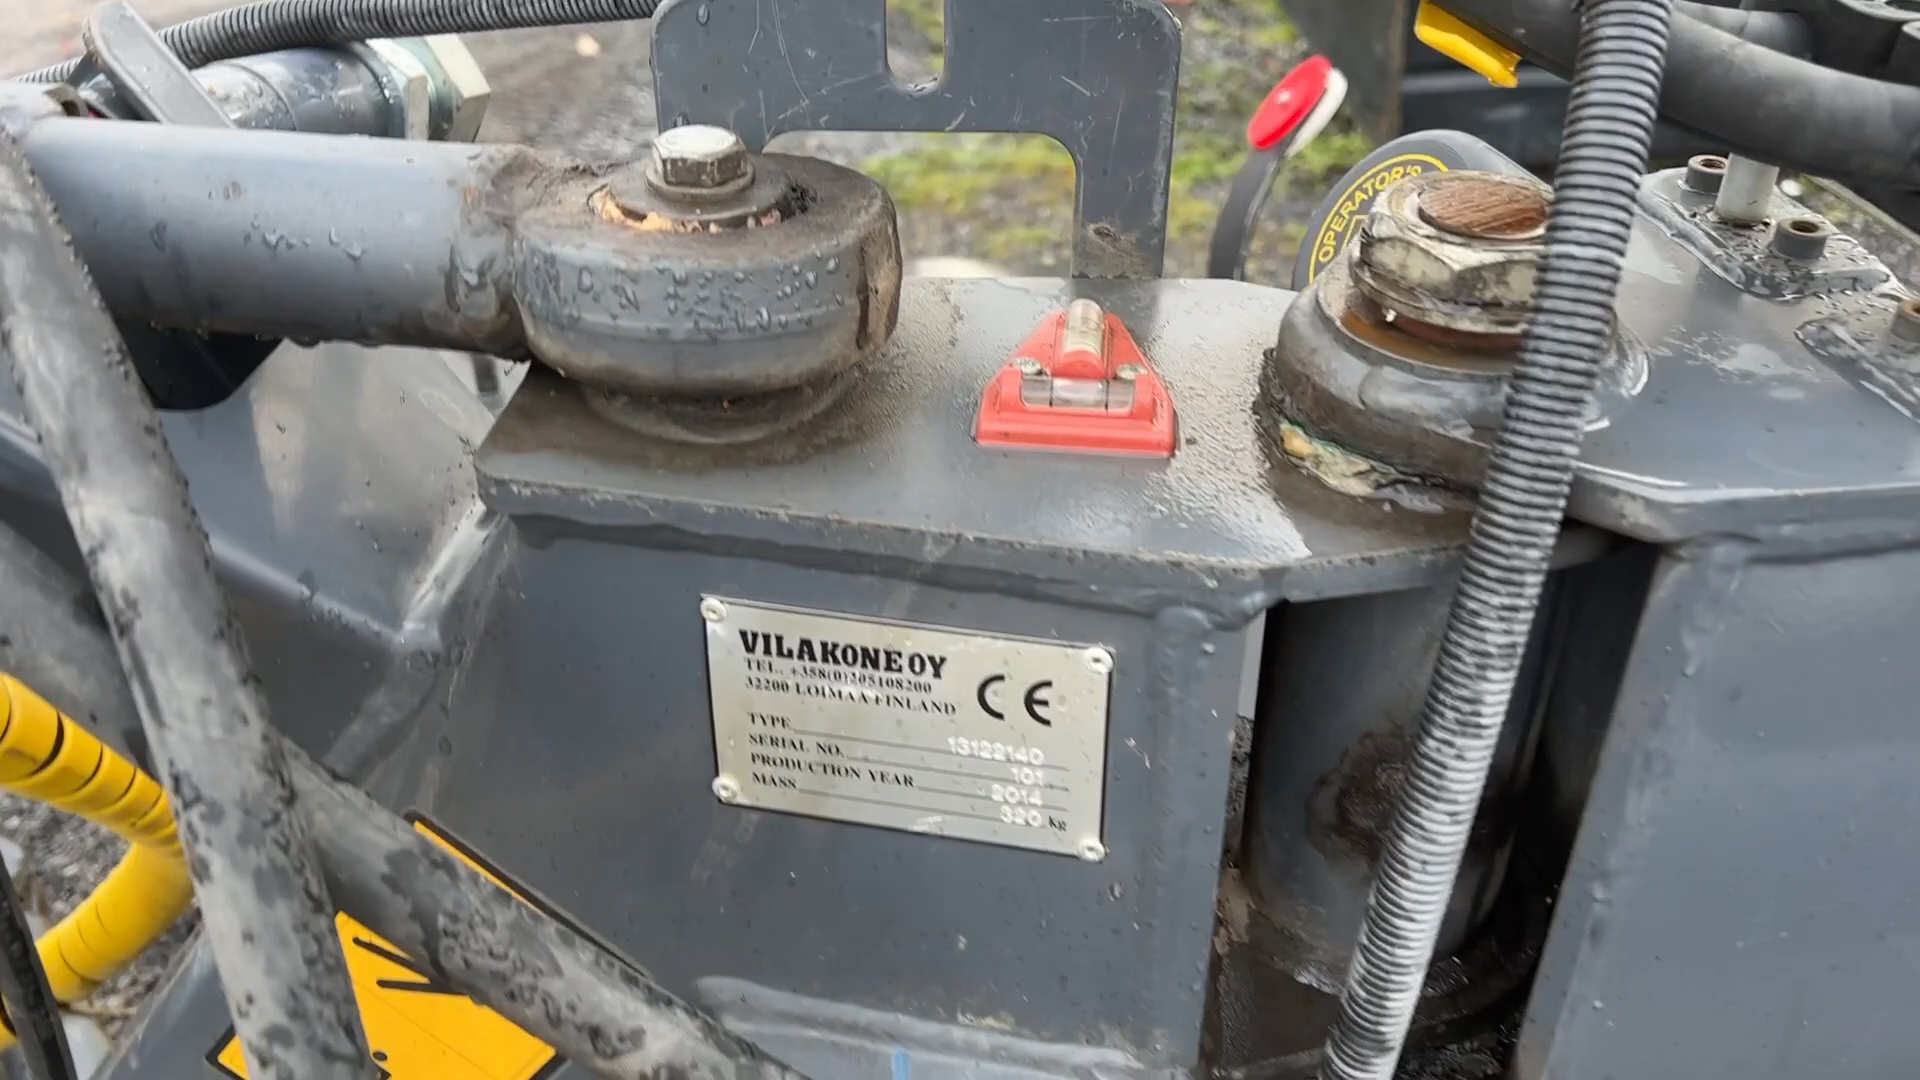 OPERATOR'S
VILAKONE OY
TEL. +358(0)205108200
32200 LOIMAA FINLAND
CE
TYPE 13122140
SERIAL NO. 101
PRODUCTION YEAR 2014
MASS 320 kg